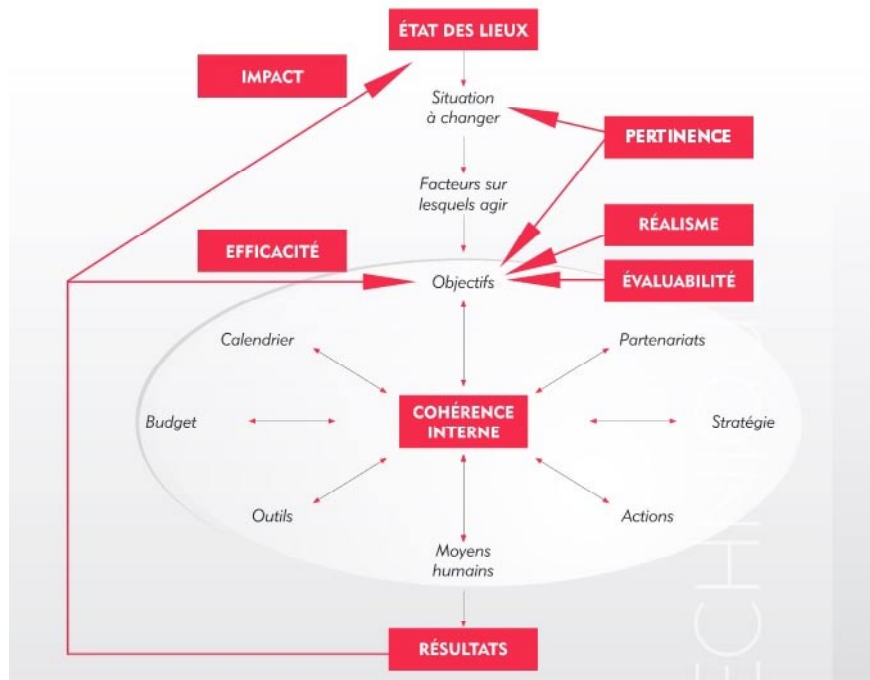 ÉTAT DES LIEUX
IMPACT
Situation
à changer
PERTINENCE
Facteurs sur
lesquels agir
RÉALISME
EFFICACITÉ
Objectifs
ÉVALUABILITÉ
Calendrier
Partenariats
COHÉRENCE
INTERNE
Budget
Stratégie
Outils
Actions
Moyens
humains
RÉSULTATS